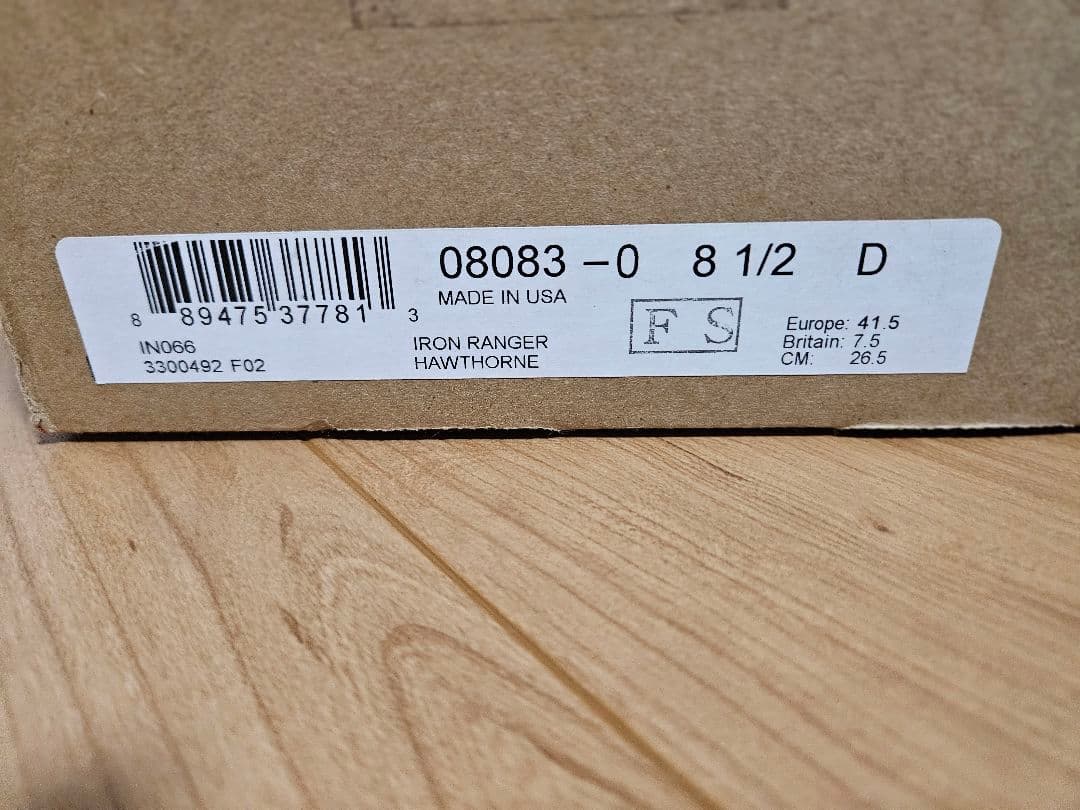 08083 -0 8 1/2 D
MADE IN USA
8 89475 37781 3
F S
Europe: 41.5
Britain: 7.5
CM: 26.5
IN066
3300492 F02
IRON RANGER
HAWTHORNE